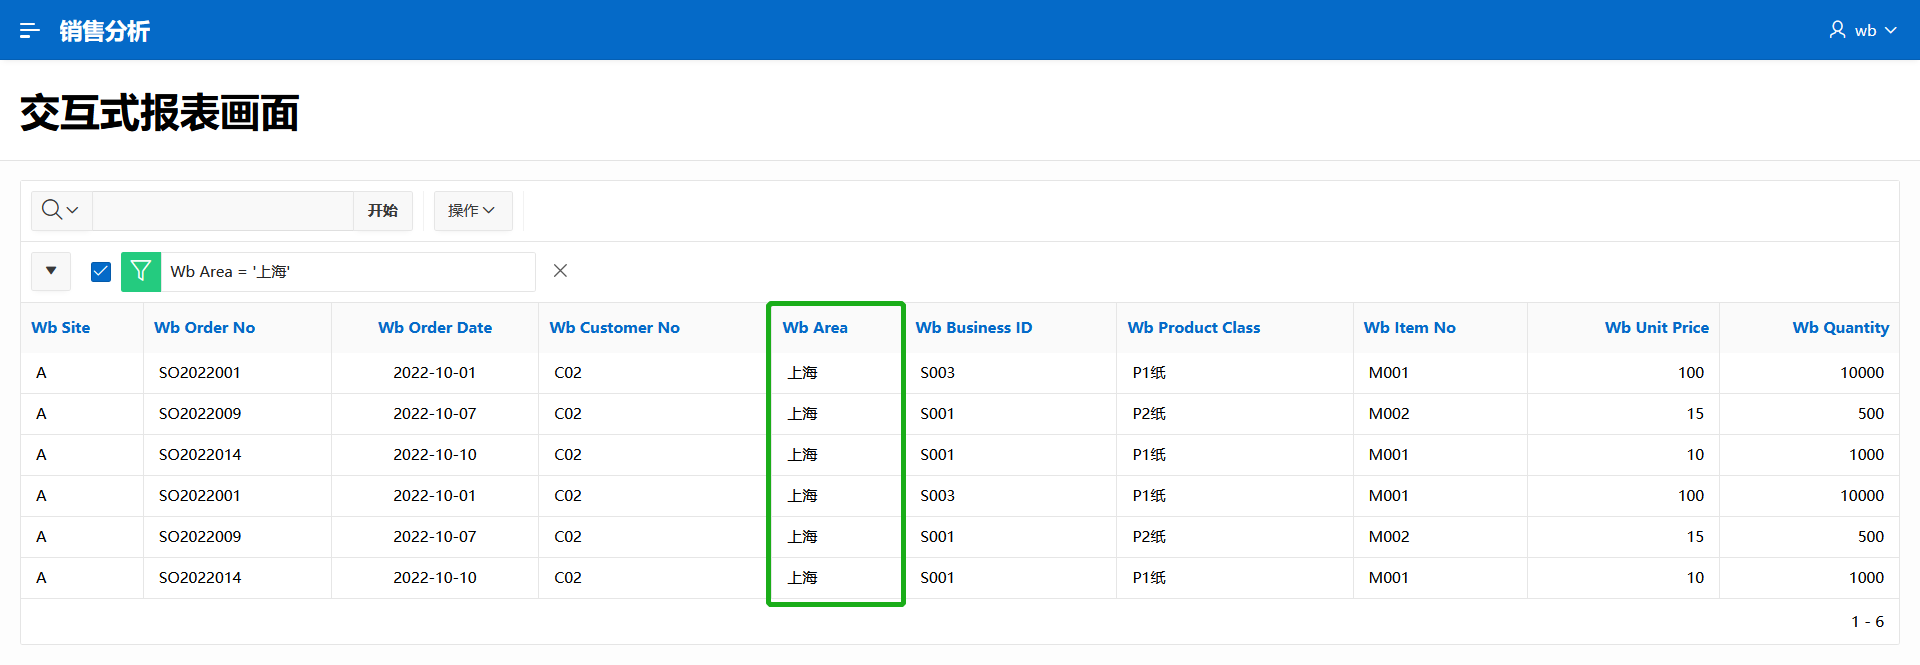 销售分析 wb
交互式报表画面
开始 操作
Wb Area = '上海'
Wb Site Wb Order No Wb Order Date Wb Customer No Wb Area Wb Business ID Wb Product Class Wb Item No Wb Unit Price Wb Quantity
A SO2022001 2022-10-01 C02 上海 S003 P1纸 M001 100 10000
A SO2022009 2022-10-07 C02 上海 S001 P2纸 M002 15 500
A SO2022014 2022-10-10 C02 上海 S001 P1纸 M001 10 1000
A SO2022001 2022-10-01 C02 上海 S003 P1纸 M001 100 10000
A SO2022009 2022-10-07 C02 上海 S001 P2纸 M002 15 500
A SO2022014 2022-10-10 C02 上海 S001 P1纸 M001 10 1000
1 - 6